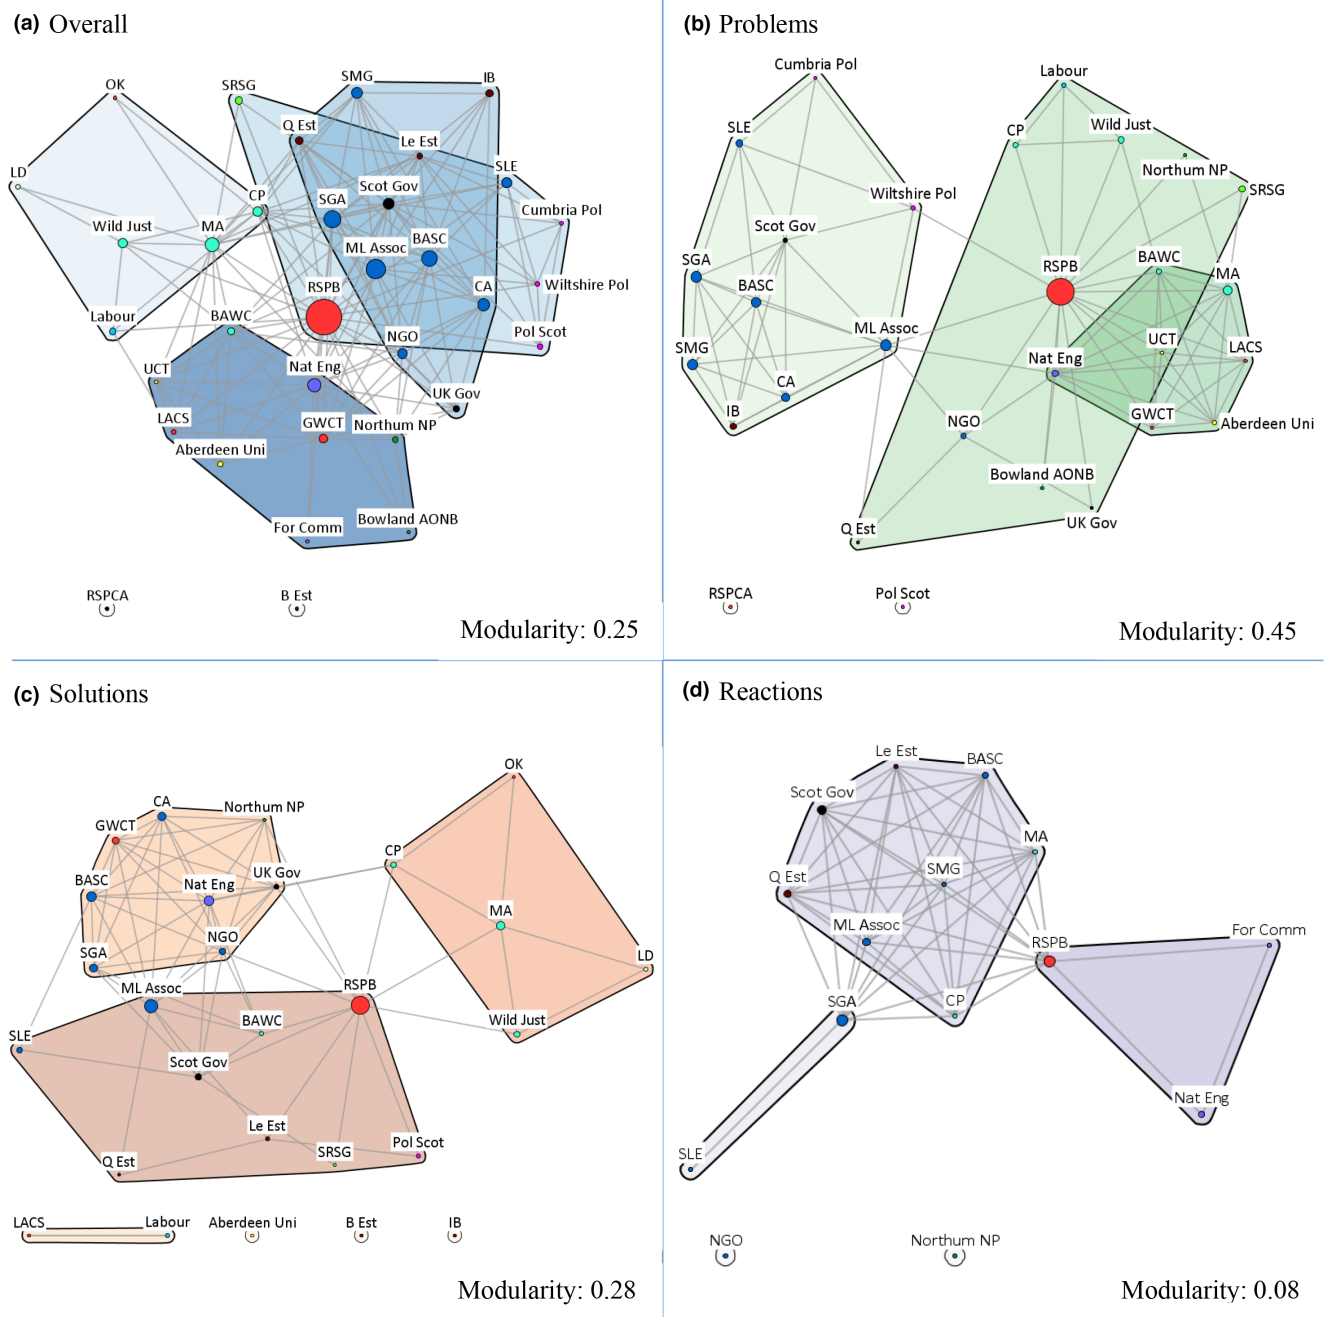 (a) Overall
OK
SRSG
SMG
IB
Q Est
Le Est
SLE
LD
CP
Scot Gov
SGA
Cumbria Pol
Wild Just
MA
ML Assoc
BASC
RSPB
CA
Wiltshire Pol
Labour
BAWC
NGO
Pol Scot
UCT
Nat Eng
UK Gov
LACS
GWCT
Northum NP
Aberdeen Uni
For Comm
Bowland AONB
RSPCA
B Est
Modularity: 0.25
(b) Problems
Cumbria Pol
Labour
SLE
CP
Wild Just
Northum NP
Wiltshire Pol
SRSG
Scot Gov
SGA
BASC
RSPB
BAWC
MA
SMG
ML Assoc
UCT
LACS
Nat Eng
CA
IB
NGO
GWCT
Aberdeen Uni
Bowland AONB
Q Est
UK Gov
RSPCA
Pol Scot
Modularity: 0.45
(c) Solutions
OK
CA
Northum NP
GWCT
CP
BASC
Nat Eng
UK Gov
MA
SGA
NGO
LD
ML Assoc
RSPB
BAWC
Wild Just
SLE
Scot Gov
Le Est
SRSG
Pol Scot
Q Est
LACS
Labour
Aberdeen Uni
B Est
IB
Modularity: 0.28
(d) Reactions
Le Est
BASC
Scot Gov
MA
Q Est
SMG
ML Assoc
RSPB
For Comm
SGA
CP
Nat Eng
SLE
NGO
Northum NP
Modularity: 0.08